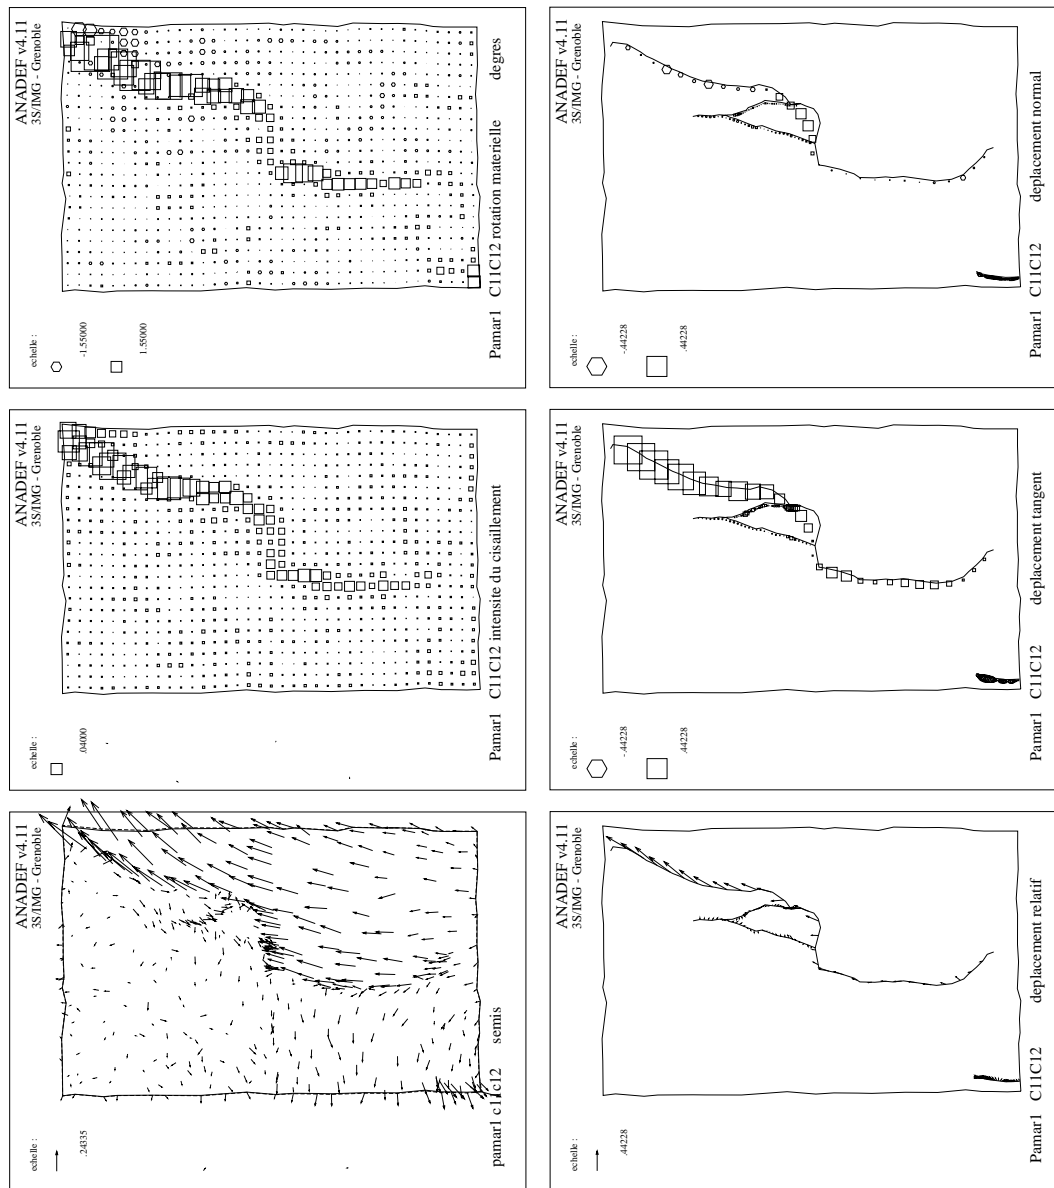 ANADEF v4.11
3S/IMG - Grenoble
echelle :
.24335
pamar1 c11c12 semis
ANADEF v4.11
3S/IMG - Grenoble
echelle :
.04000
Pamar1 C11C12 intensite du cisaillement
ANADEF v4.11
3S/IMG - Grenoble
echelle :
-1.55000
1.55000
Pamar1 C11C12 rotation materielle degres
ANADEF v4.11
3S/IMG - Grenoble
echelle :
.44228
Pamar1 C11C12 deplacement relatif
ANADEF v4.11
3S/IMG - Grenoble
echelle :
-.44228
.44228
Pamar1 C11C12 deplacement tangent
ANADEF v4.11
3S/IMG - Grenoble
echelle :
-.44228
.44228
Pamar1 C11C12 deplacement normal